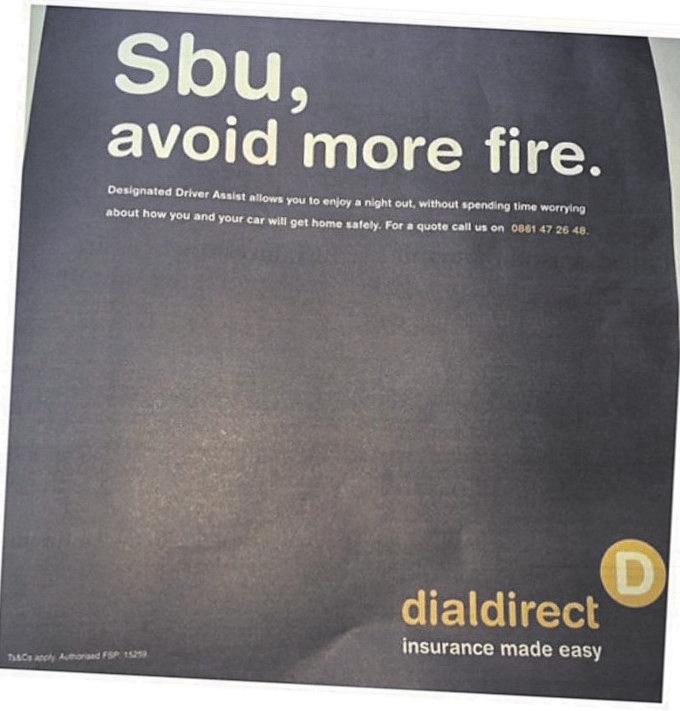 Sbu,
avoid more fire.
Designated Driver Assist allows you to enjoy a night out, without spending time worrying
about how you and your car will get home safely. For a quote call us on 0861 47 26 48.
D
dialdirect
insurance made easy
Ts&Cs apply. Authorised FSP: 15259.